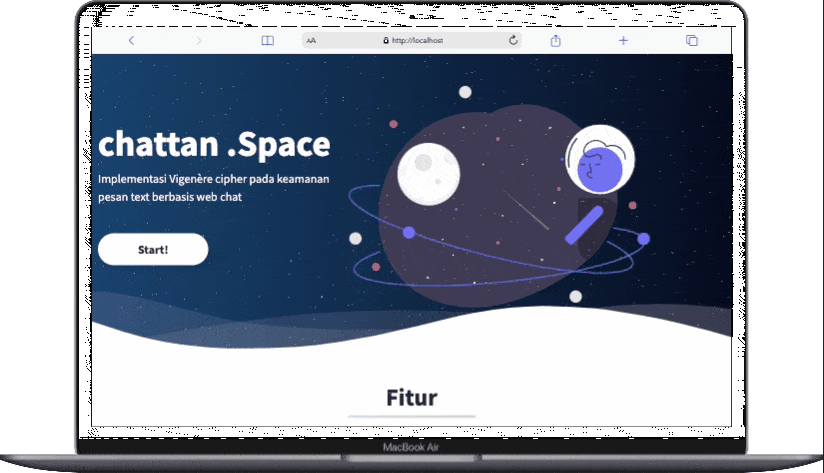 AA http://localhost
chattan .Space
Implementasi Vigenère cipher pada keamanan
pesan text berbasis web chat
Start!
Fitur
MacBook Air